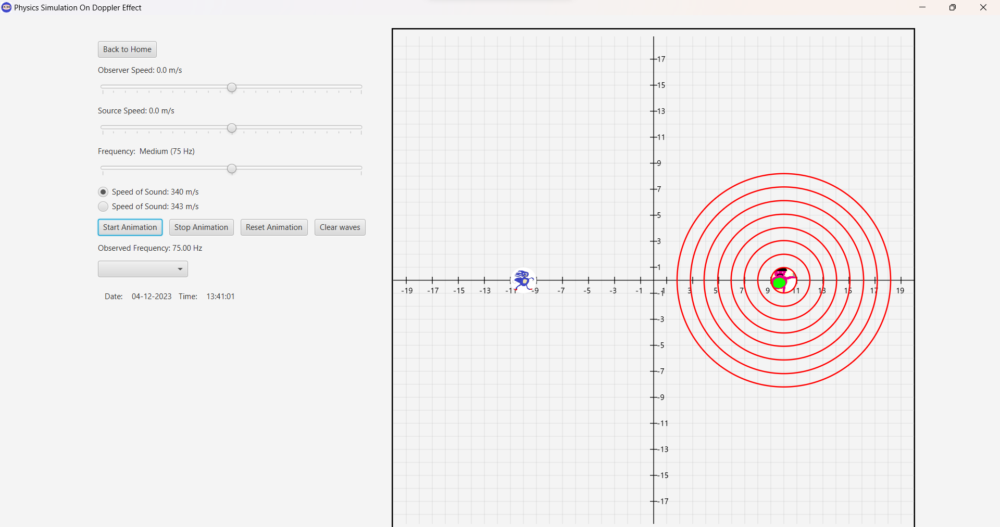 Physics Simulation On Doppler Effect
Back to Home
Observer Speed: 0.0 m/s
Source Speed: 0.0 m/s
Frequency: Medium (75 Hz)
Speed of Sound: 340 m/s
Speed of Sound: 343 m/s
Start Animation Stop Animation Reset Animation Clear waves
Observed Frequency: 75.00 Hz
Date: 04-12-2023 Time: 13:41:01
17
15
13
11
9
7
5
3
1
-19 -17 -15 -13 -11 -9 -7 -5 -3 -1 1 3 5 7 9 11 13 15 17 19
-1
-3
-5
-7
-9
-11
-13
-15
-17